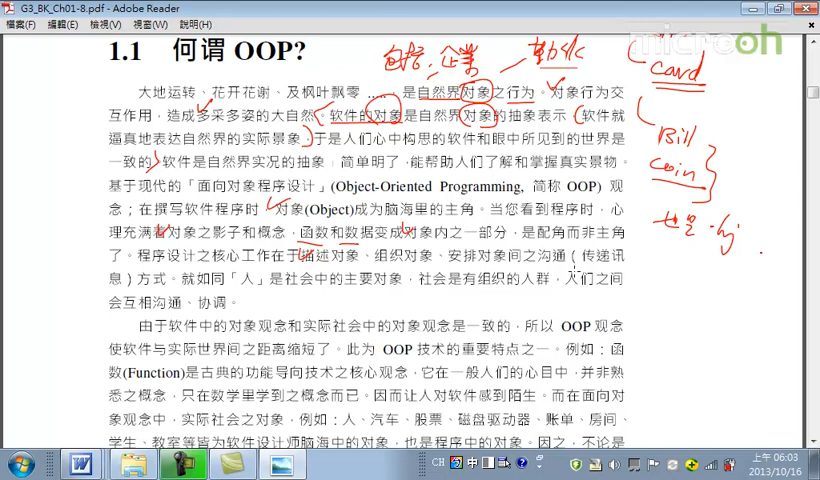 G3_BK_Ch01-8.pdf - Adobe Reader
檔案(F) 編輯(E) 檢視(V) 視窗(W) 說明(H)
microoh
1.1 何谓 OOP?
包括 企業
card
大地运转、花开花谢、及枫叶飘零 ..... ﹔是自然界对象之行为。对象行为交
互作用，造成多采多姿的大自然。软件的对象是自然界对象的抽象表示，软件就
逼真地表达自然界的实际景象，于是人们心中构思的软件和眼中所见到的世界是
Bill
一致的。软件是自然界实况的抽象，简单明了，能帮助人们了解和掌握真实景物。
coin
基于现代的「面向对象程序设计」(Object-Oriented Programming, 简称 OOP) 观
念；在撰写软件程序时，对象(Object)成为脑海里的主角。当您看到程序时，心
理充满着对象之影子和概念，函数和数据变成对象内之一部分，是配角而非主角
也是
了。程序设计之核心工作在于描述对象、组织对象、安排对象间之沟通（传递讯
息）方式。就如同「人」是社会中的主要对象，社会是有组织的人群，人们之间
会互相沟通、协调。
由于软件中的对象观念和实际社会中的对象观念是一致的，所以 OOP 观念
使软件与实际世界间之距离缩短了。此为 OOP 技术的重要特点之一。例如：函
数(Function)是古典的功能导向技术之核心观念，它在一般人们的心目中，并非熟
悉之概念，只在数学里学到之概念而已。因而让人对软件感到陌生。而在面向对
象观念中，实际社会之对象，例如：人、汽车、股票、磁盘驱动器、账单、房间、
学生、教室等皆为软件设计师脑海中的对象，也是程序中的对象。因之，不论是
CH
上午 06:03
2013/10/16